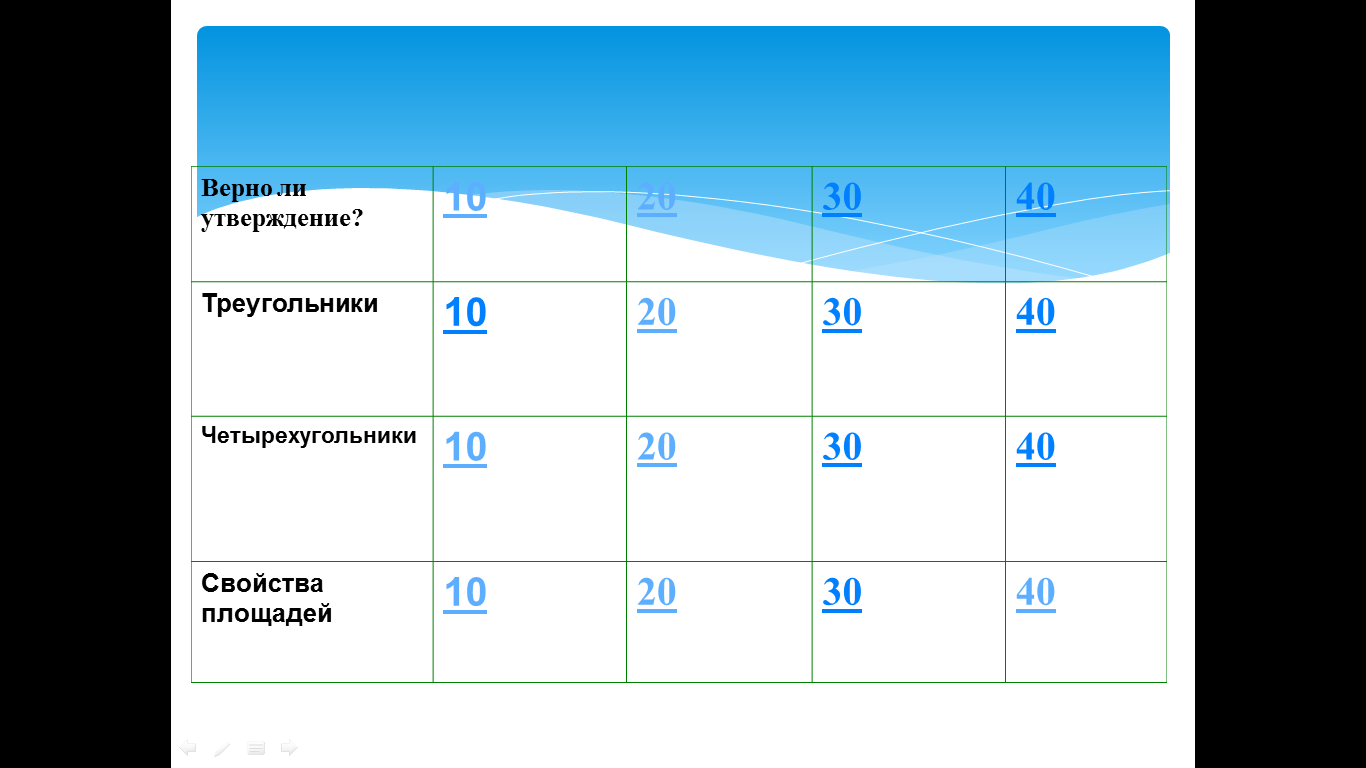 Верно ли 10 20 30 40
утверждение?
Треугольники 10 20 30 40
Четырехугольники 10 20 30 40
Свойства 10 20 30 40
площадей